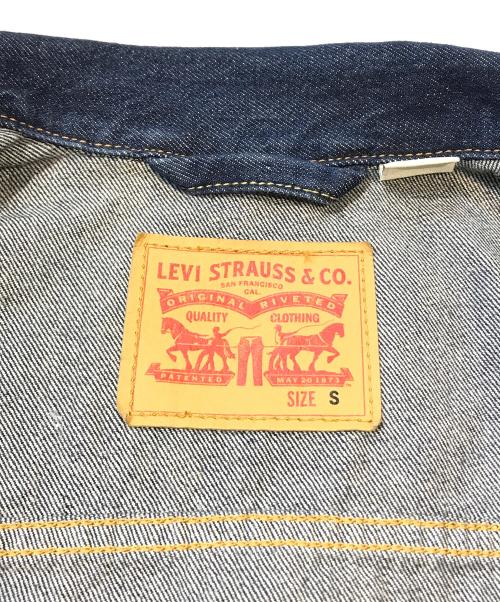 LEVI STRAUSS & CO.
SAN FRANCISCO
CAL.
ORIGINAL RIVETED
QUALITY CLOTHING
PATENTED MAY 20 1873
SIZE S